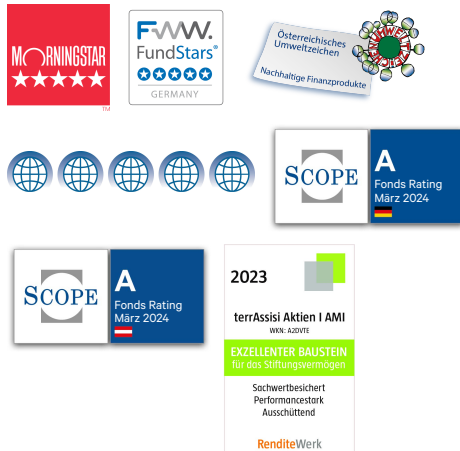 MORNINGSTAR
TM
FWW.
FundStars®
GERMANY
Österreichisches
Umweltzeichen
Nachhaltige Finanzprodukte
UMWELTZEICHEN
SCOPE
A
Fonds Rating
März 2024
SCOPE
A
Fonds Rating
März 2024
2023
terrAssisi Aktien I AMI
WKN: A2DVTE
EXZELLENTER BAUSTEIN
für das Stiftungsvermögen
Sachwertbesichert
Performancestark
Ausschüttend
RenditeWerk